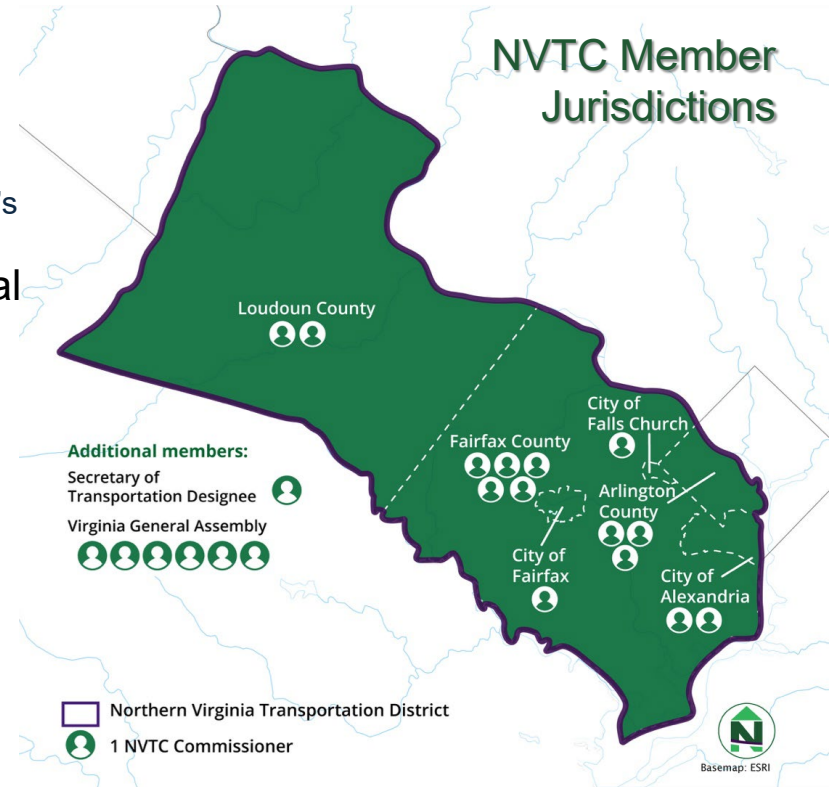 NVTC Member
Jurisdictions
's
al
Loudoun County
City of
Falls Church
Fairfax County
Arlington
County
City of
Fairfax
City of
Alexandria
Additional members:
Secretary of
Transportation Designee
Virginia General Assembly
Northern Virginia Transportation District
1 NVTC Commissioner
N
Basemap: ESRI